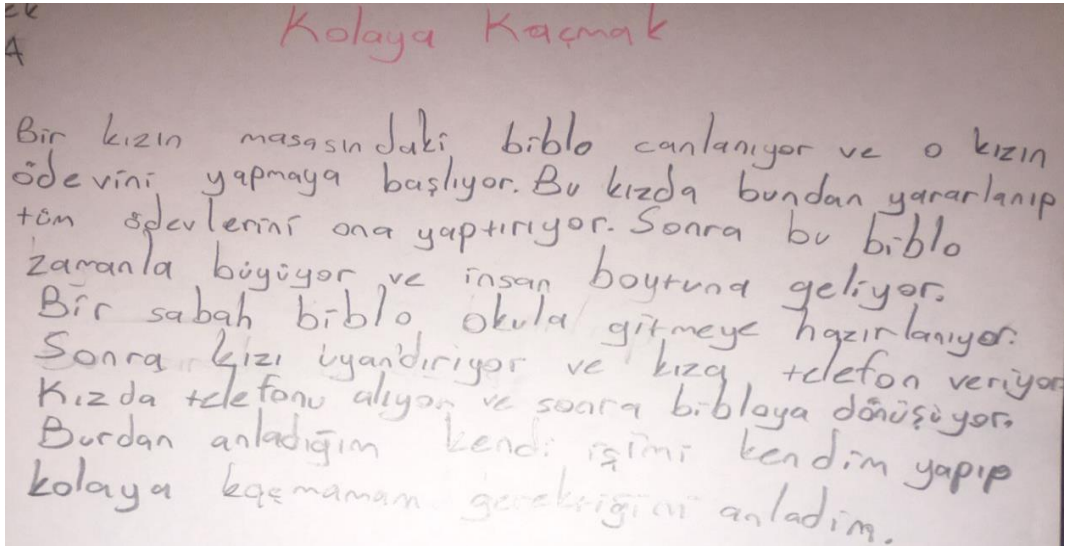 Kolaya Kaçmak
Bir kızın masasındaki biblo canlanıyor ve o kızın
ödevini yapmaya başlıyor. Bu kızda bundan yararlanıp
tüm ödevlerini ona yaptırıyor. Sonra bu biblo
zamanla büyüyor ve insan boytuna geliyor.
Bir sabah biblo okula gitmeye hazırlanıyor.
Sonra kızı uyandırıyor ve kıza telefon veriyor
Kızda telefonu alıyor ve sonra bibloya dönüşüyor.
Burdan anladığım kendi işimi kendim yapıp
kolaya kaçmamam gerektiğini anladım.